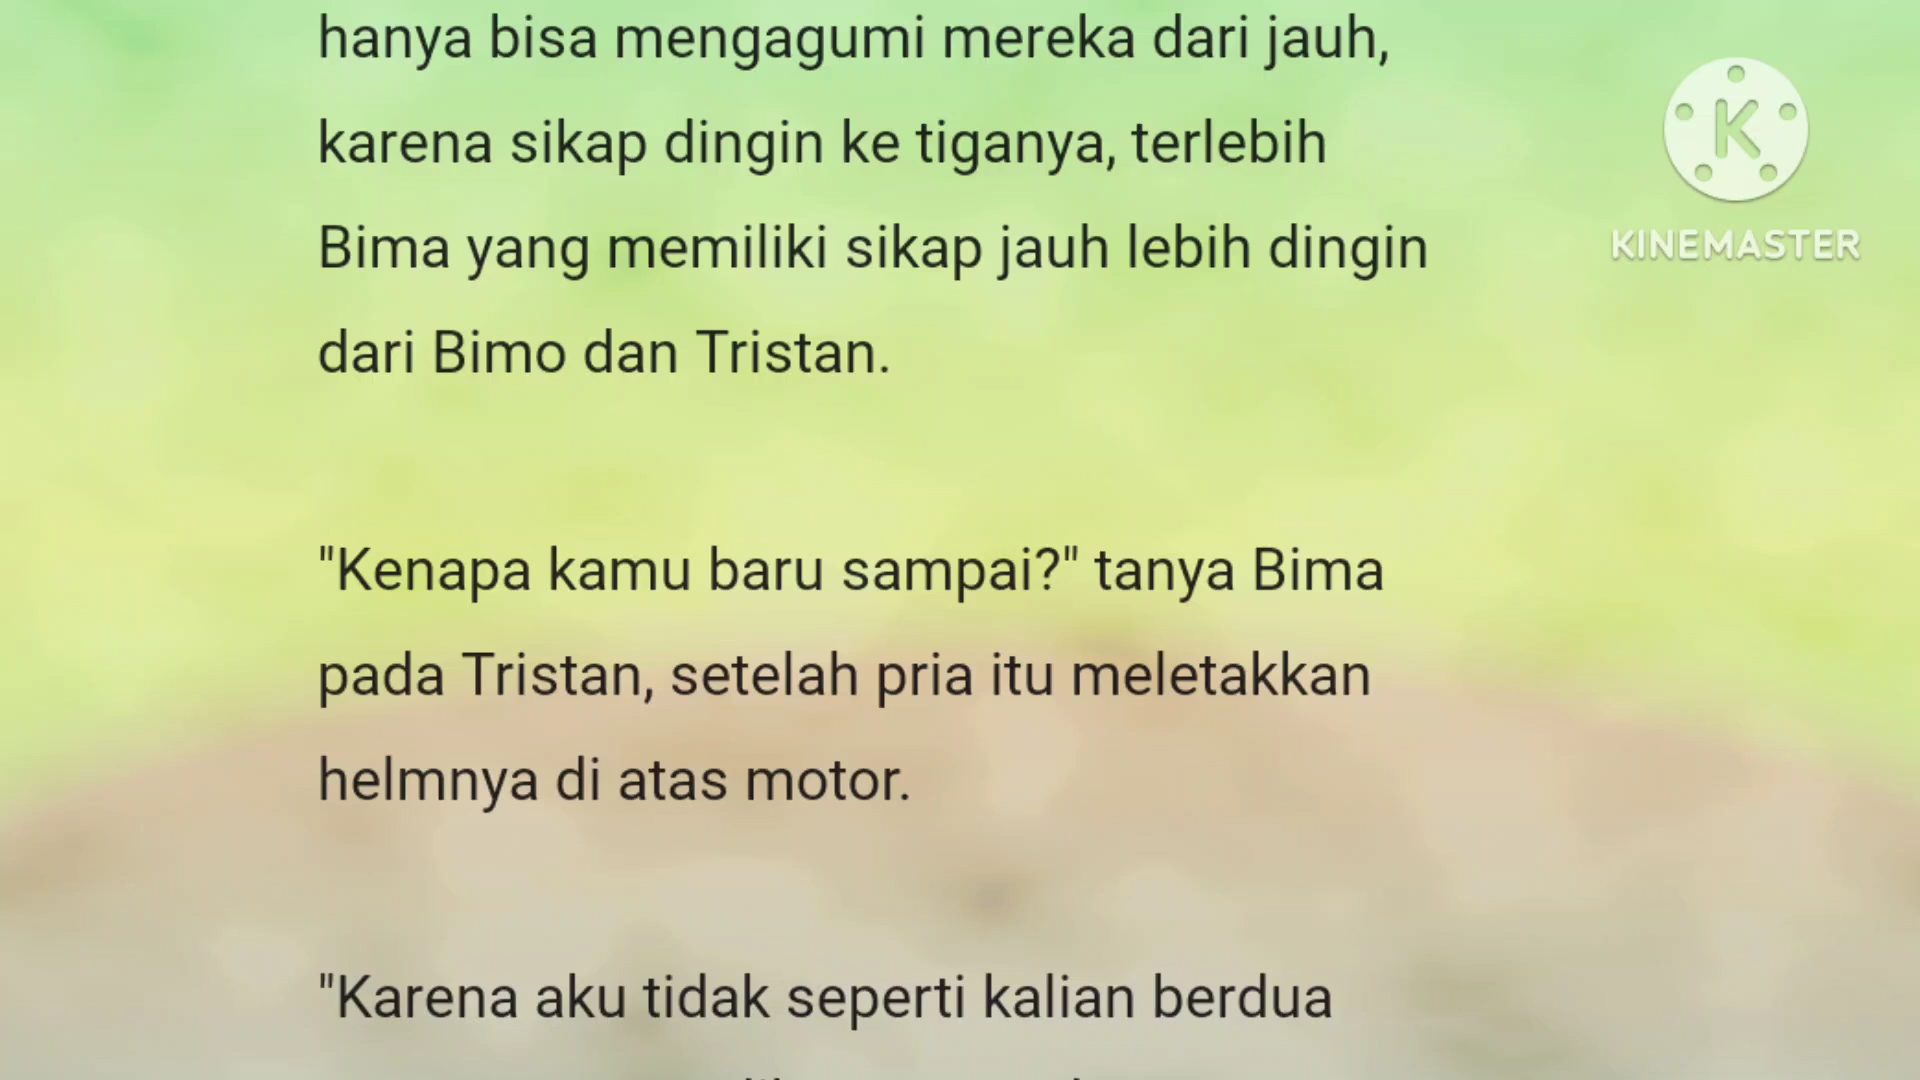 hanya bisa mengagumi mereka dari jauh,
karena sikap dingin ke tiganya, terlebih
Bima yang memiliki sikap jauh lebih dingin
dari Bimo dan Tristan.
"Kenapa kamu baru sampai?" tanya Bima
pada Tristan, setelah pria itu meletakkan
helmnya di atas motor.
"Karena aku tidak seperti kalian berdua
K
KINEMASTER